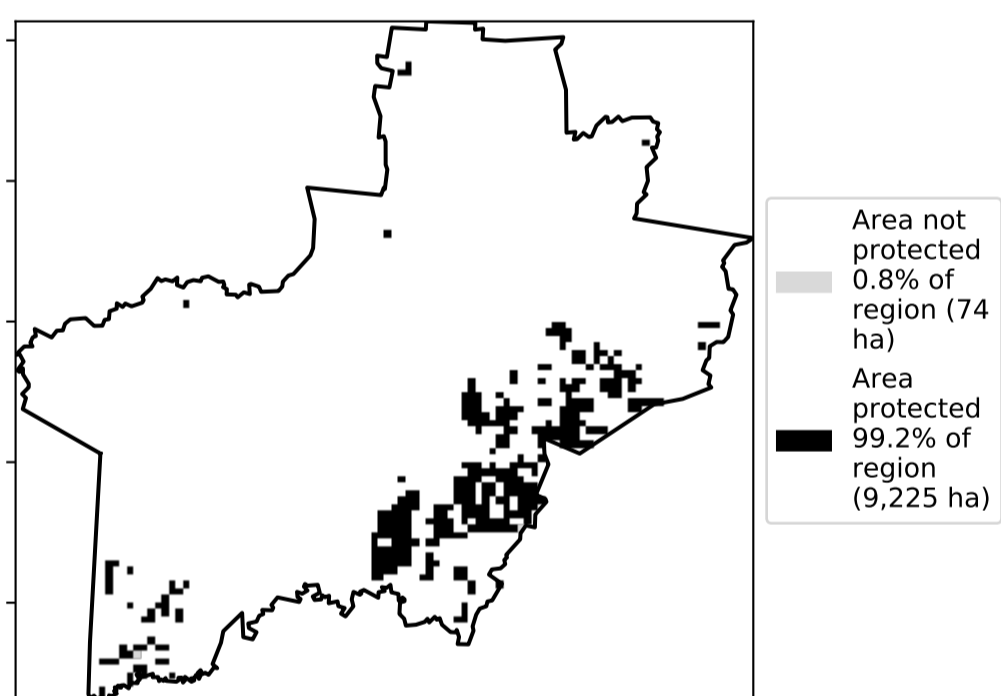 Area not
protected
0.8% of
region (74
ha)
Area
protected
99.2% of
region
(9,225 ha)